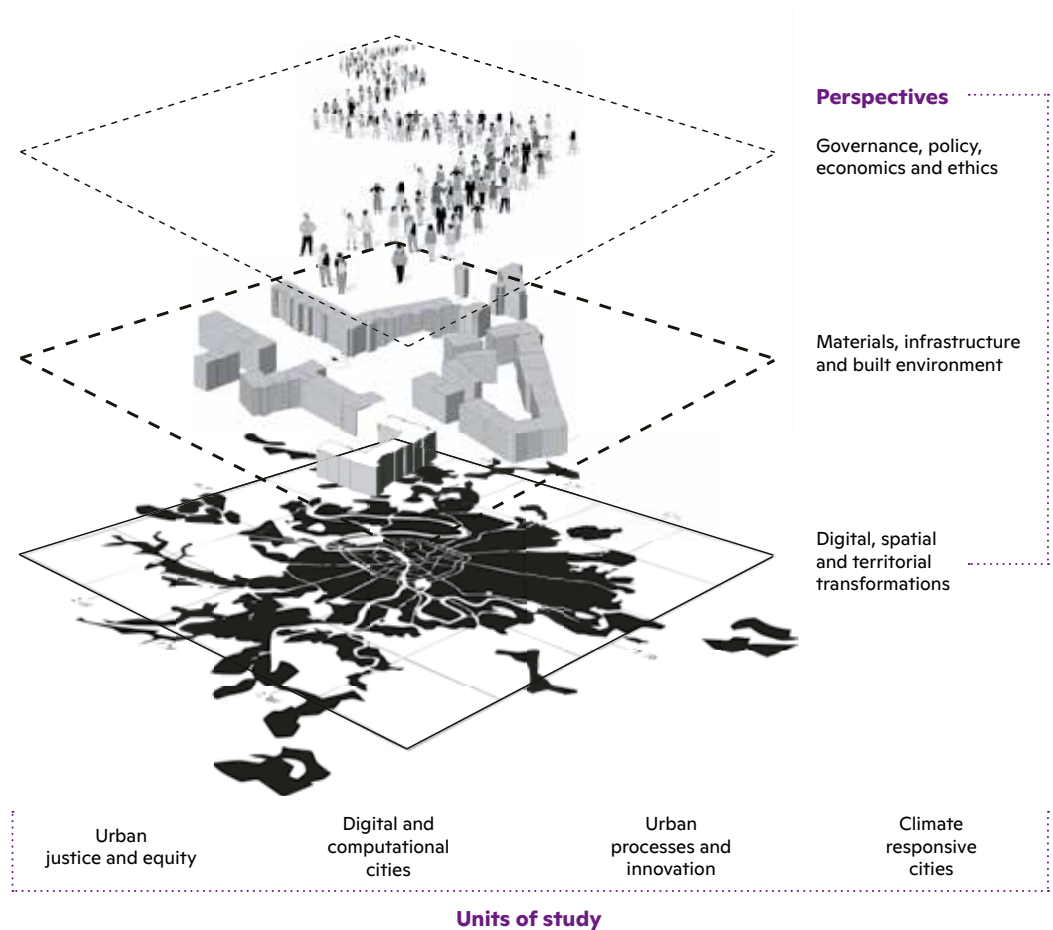 Perspectives
Governance, policy,
economics and ethics
Materials, infrastructure
and built environment
Digital, spatial
and territorial
transformations
Urban
justice and equity
Digital and
computational
cities
Urban
processes and
innovation
Climate
responsive
cities
Units of study